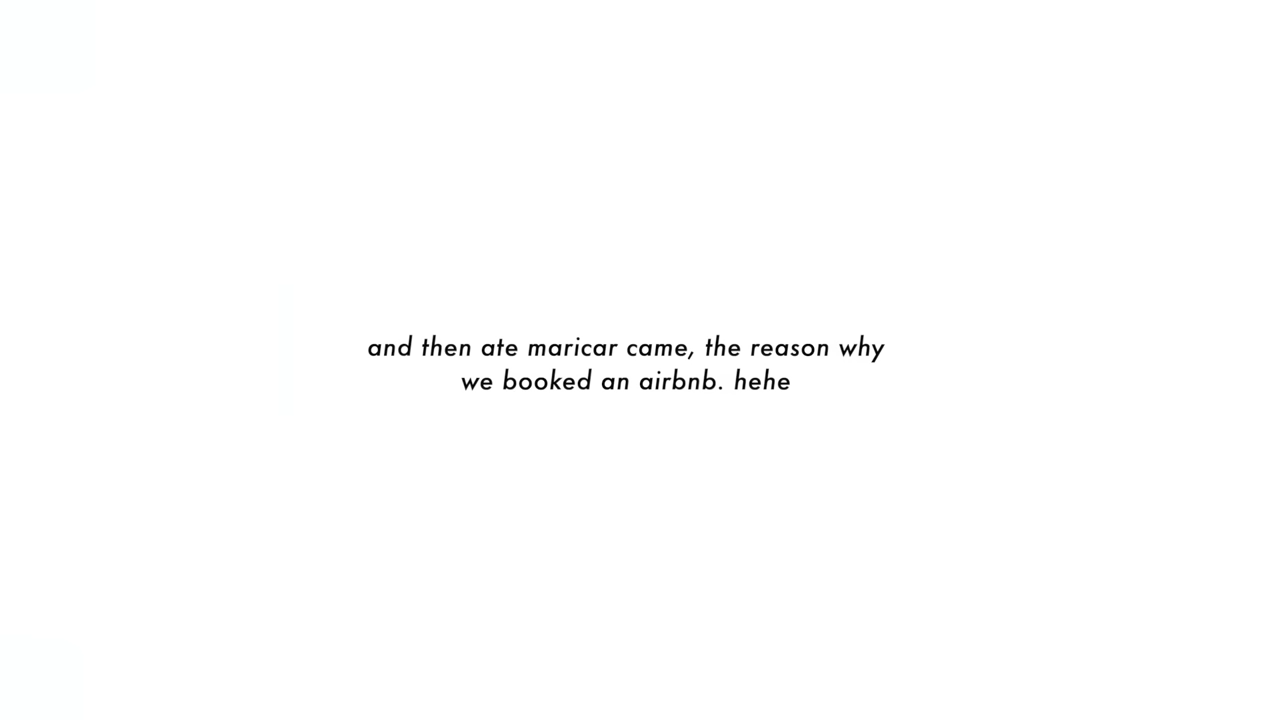 and then ate maricar came, the reason why
we booked an airbnb. hehe